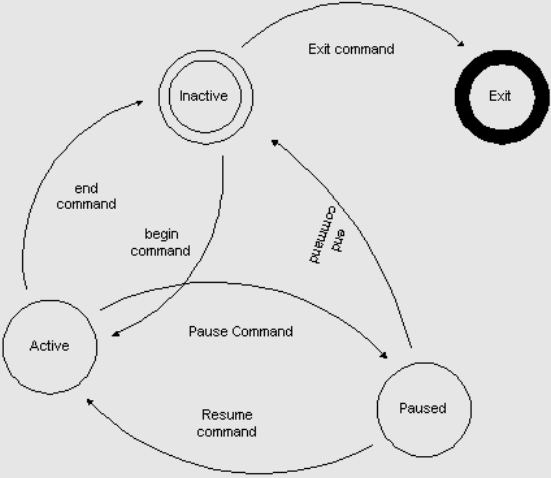 Exit command
Inactive
Exit
end
command
begin
command
end
command
Active
Pause Command
Resume
command
Paused